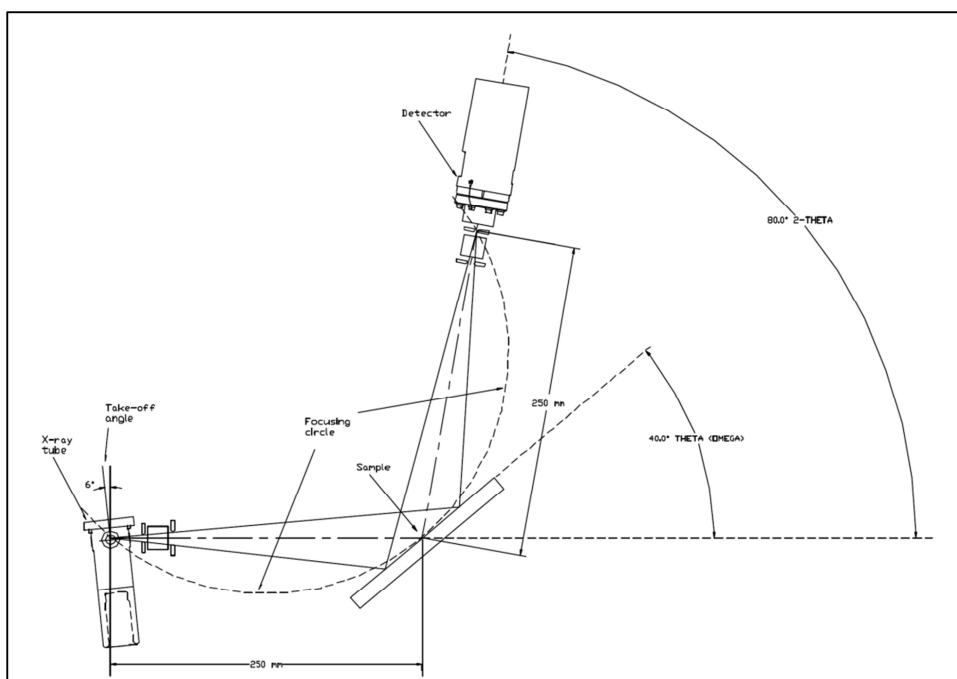 Detector
80.0° 2-THETA
Take-off
angle
Focusing
circle
250 mm
40.0° THETA (OMEGA)
X-ray
tube
Sample
6°
250 mm